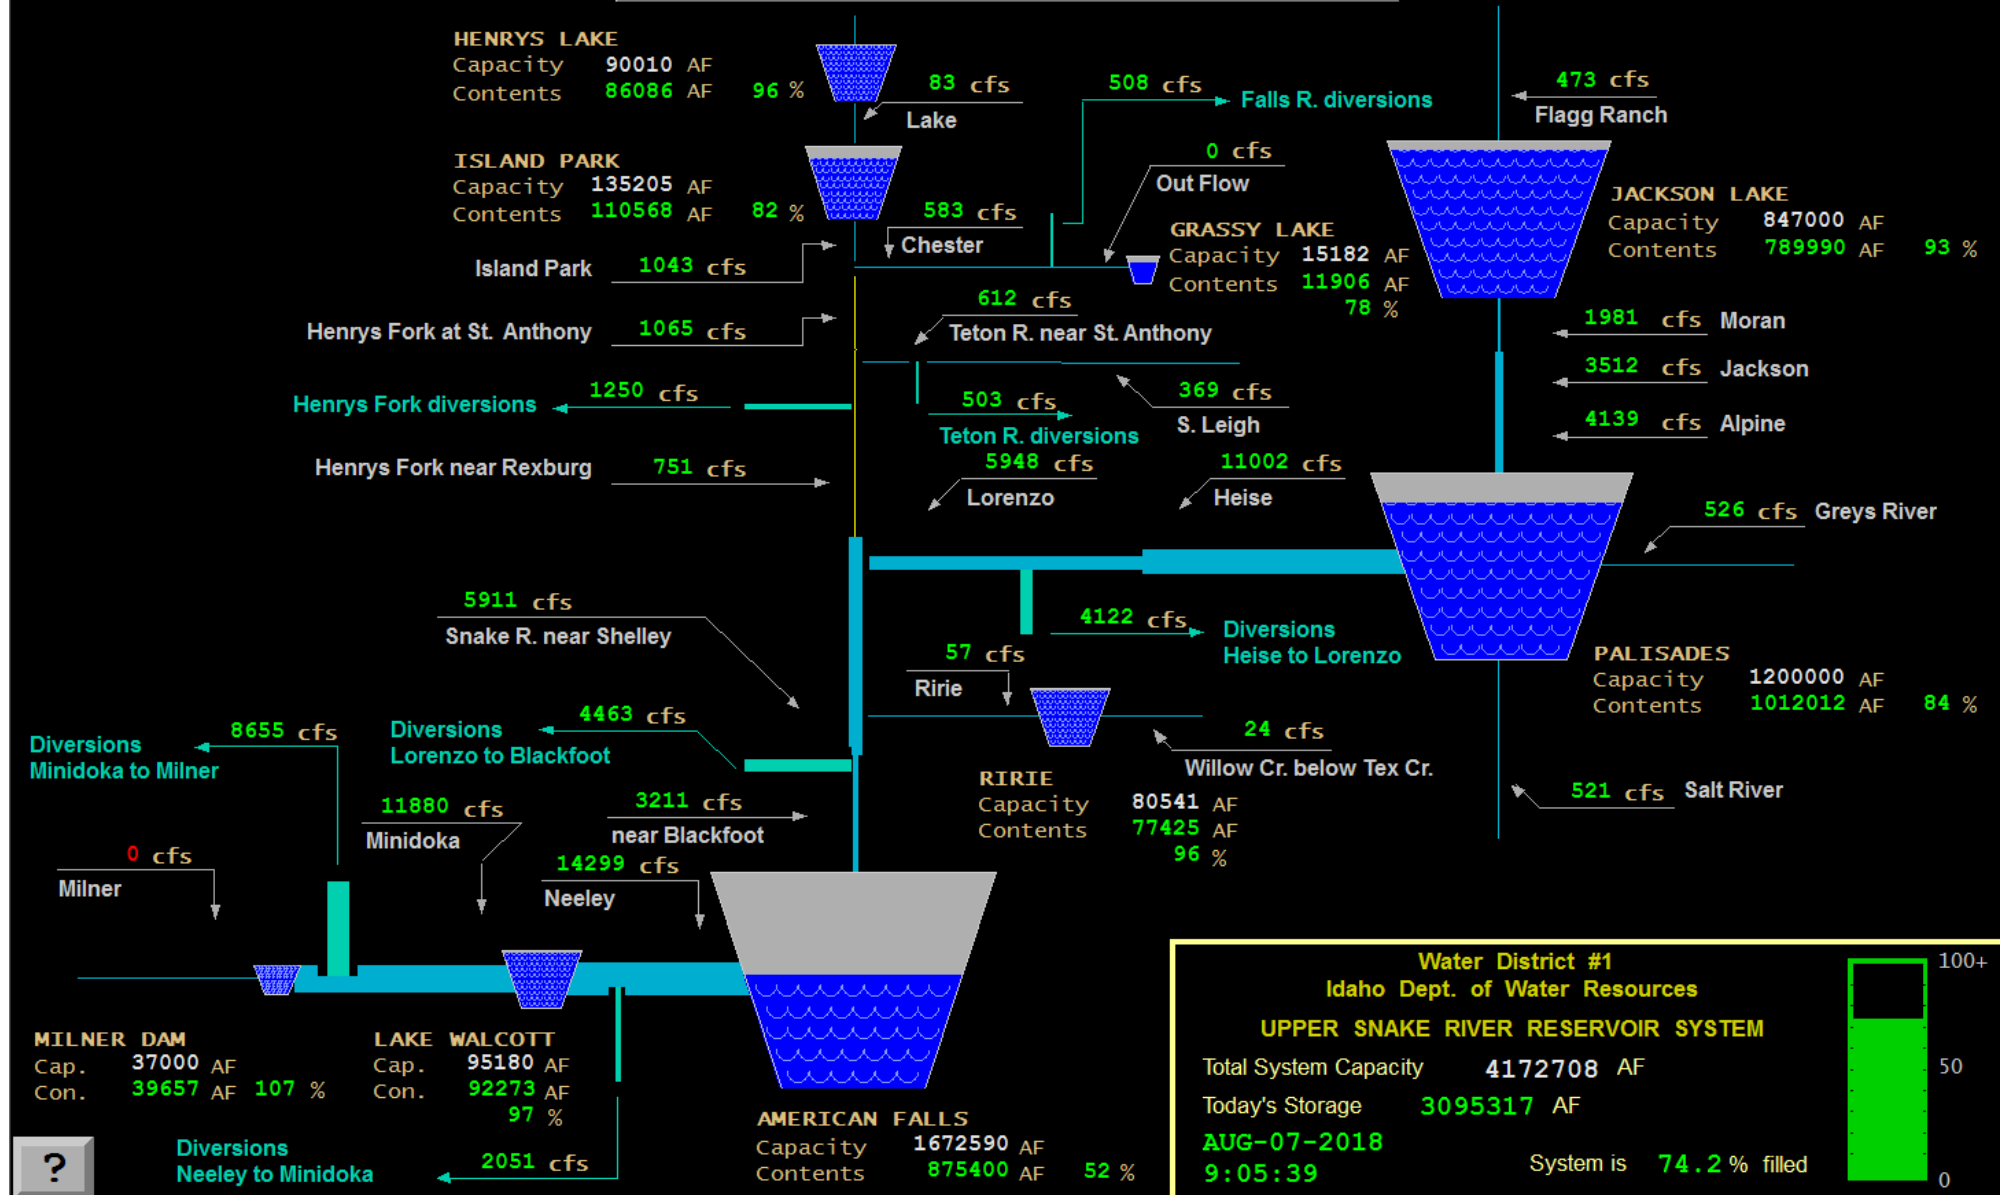 HENRYS LAKE
Capacity 90010 AF
Contents 86086 AF 96 %
83 cfs
Lake
508 cfs
Falls R. diversions
473 cfs
Flagg Ranch
ISLAND PARK
Capacity 135205 AF
Contents 110568 AF 82 %
0 cfs
Out Flow
583 cfs
Chester
GRASSY LAKE
Capacity 15182 AF
Contents 11906 AF
78 %
JACKSON LAKE
Capacity 847000 AF
Contents 789990 AF 93 %
Island Park 1043 cfs
Henrys Fork at St. Anthony 1065 cfs
612 cfs
Teton R. near St. Anthony
1981 cfs Moran
3512 cfs Jackson
4139 cfs Alpine
Henrys Fork diversions 1250 cfs
503 cfs
Teton R. diversions
369 cfs
S. Leigh
Henrys Fork near Rexburg 751 cfs
5948 cfs
Lorenzo
11002 cfs
Heise
526 cfs Greys River
5911 cfs
Snake R. near Shelley
4122 cfs
Diversions
Heise to Lorenzo
57 cfs
Ririe
PALISADES
Capacity 1200000 AF
Contents 1012012 AF 84 %
8655 cfs
Diversions
Minidoka to Milner
4463 cfs
Diversions
Lorenzo to Blackfoot
24 cfs
Willow Cr. below Tex Cr.
RIRIE
Capacity 80541 AF
Contents 77425 AF
96 %
521 cfs Salt River
11880 cfs
Minidoka
3211 cfs
near Blackfoot
0 cfs
Milner
14299 cfs
Neeley
MILNER DAM
Cap. 37000 AF
Con. 39657 AF 107 %
LAKE WALCOTT
Cap. 95180 AF
Con. 92273 AF
97 %
AMERICAN FALLS
Capacity 1672590 AF
Contents 875400 AF 52 %
?
Diversions
Neeley to Minidoka
2051 cfs
Water District #1
Idaho Dept. of Water Resources
UPPER SNAKE RIVER RESERVOIR SYSTEM
Total System Capacity 4172708 AF
Today's Storage 3095317 AF
AUG-07-2018
9:05:39
System is 74.2 % filled
100+
50
0